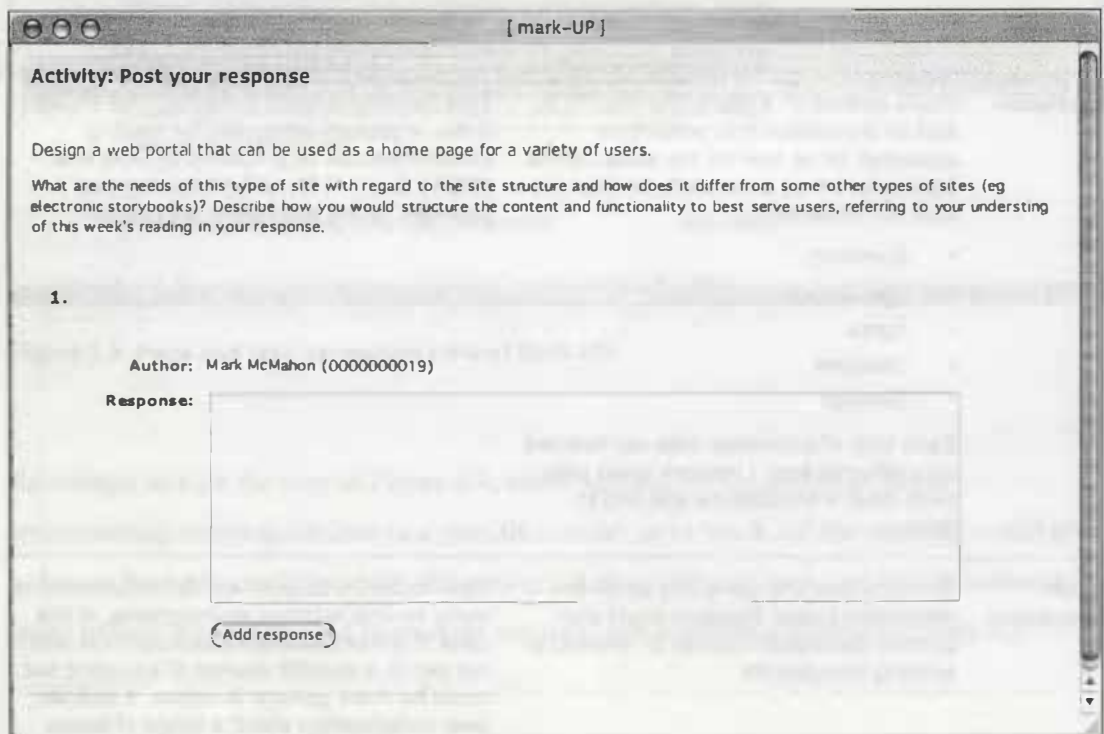 [ mark-UP ]
Activity: Post your response
Design a web portal that can be used as a home page for a variety of users.
What are the needs of this type of site with regard to the site structure and how does it differ from some other types of sites (eg
electronic storybooks)? Describe how you would structure the content and functionality to best serve users, referring to your understing
of this week's reading in your response.
1.
Author: Mark McMahon (0000000019)
Response:
Add response